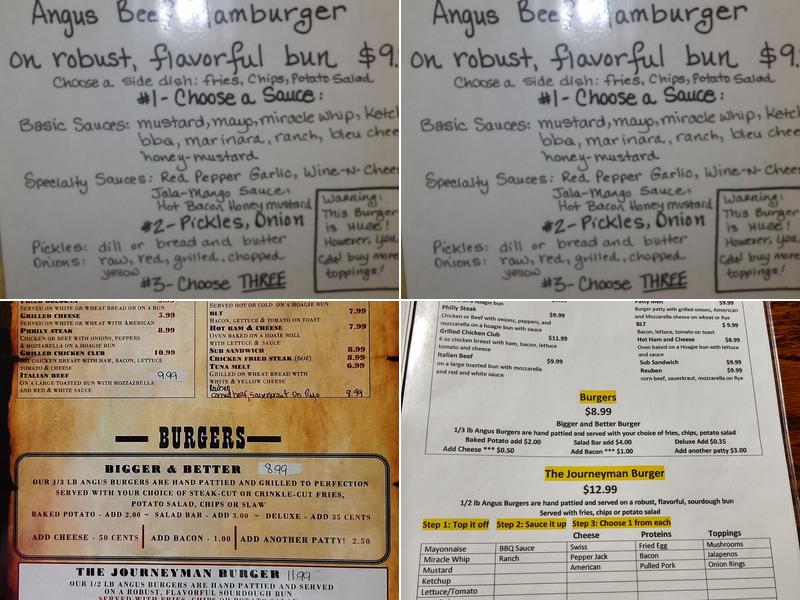 Angus Beef Hamburger
on robust, flavorful bun $9.
Choose a side dish: fries, Chips, Potato Salad
#1- Choose a Sauce:
Basic Sauces: mustard, mayo, miracle whip, ketc
bbq, marinara, ranch, bleu chee
honey-mustard
Specialty Sauces: Red Pepper Garlic, Wine-N-Chee
Jala-Mango Sauce,
Hot Bacon Honey mustard
#2- Pickles, Onion
Pickles: dill or bread and butter
Onions: raw, red, grilled, chopped
yellow
#3- Choose THREE
Warning:
This Burger
is HUGE!
However, you
CAN buy more
toppings!
Angus Beef Hamburger
on robust, flavorful bun $9.
Choose a side dish: fries, Chips, Potato Salad
#1- Choose a Sauce:
Basic Sauces: mustard, mayo, miracle whip, ketch
bbq, marinara, ranch, bleu chee
honey-mustard
Specialty Sauces: Red Pepper Garlic, Wine-N-Chees
Jala-Mango Sauce,
Hot Bacon Honey mustard
#2- Pickles, Onion
Pickles: dill or bread and butter
Onions: raw, red, grilled, chopped
yellow
#3- Choose THREE
Warning:
This Burger
is HUGE!
However, you
CAN buy more
toppings!
FRIED BOLOGNA
SERVED ON WHEAT BREAD OR ON A BUN
GRILLED CHEESE 5.99
SERVED ON WHITE OR WHEAT WITH AMERICAN
PHILLY STEAK 8.99
CHICKEN OR BEEF WITH ONIONS, PEPPERS
& MOZZARELLA ON A HOAGIE BUN
GRILLED CHICKEN CLUB 10.99
OZ CHICKEN BREAST WITH HAM, BACON, LETTUCE
TOMATO & CHEESE
ITALIAN BEEF 9.99
ON A LARGE TOASTED BUN WITH MOZZAZRELLA
AND RED & WHITE SAUCE
SERVED HOT OR COLD ON A HOAGIE BUN
BLT 7.99
BACON, LETTUCE & TOMATO ON TOAST
HOT HAM & CHEESE 7.99
OVEN BAKED ON A HOAGIE ROLL
WITH LETTUCE & SAUCE
SUB SANDWICH 8.99
CHICKEN FRIED STEAK (6OZ) 8.99
TUNA MELT 6.99
GRILLED ON WHEAT BREAD WITH
WHITE & YELLOW CHEESE
Reuben
corned beef, sauerkraut on Rye 8.99
BURGERS
BIGGER & BETTER 8.99
OUR 1/3 LB ANGUS BURGERS ARE HAND PATTIED AND GRILLED TO PERFECTION
SERVED WITH YOUR CHOICE OF STEAK-CUT OR CRINKLE-CUT FRIES,
POTATO SALAD, CHIPS OR SLAW
BAKED POTATO - ADD 2.00 ~ SALAD BAR - ADD 3.00 ~ DELUXE - ADD 35 CENTS
ADD CHEESE - 50 CENTS ADD BACON - 1.00 ADD ANOTHER PATTY! 2.50
THE JOURNEYMAN BURGER 11.99
OUR 1/2 LB ANGUS BURGERS ARE HAND PATTIED AND SERVED
ON A ROBUST, FLAVORFUL SOURDOUGH BUN
SERVED WITH FRIES, CHIPS OR POTATO SALAD
on a Hoagie bun
Philly Steak $9.99
Chicken or Beef with onions, peppers, and
mozzarella on a hoagie bun with sauce
Grilled Chicken Club $11.99
6 oz chicken breast with ham, bacon, lettuce
tomato and cheese
Italian Beef $9.99
on a large toasted bun with mozzarella
and red and white sauce
Patty Melt $9.99
Burger patty with grilled onions, American
and Mozzarella cheese on wheat or Rye
BLT $ 9.99
Bacon, lettuce, tomato on toast
Hot Ham and Cheese $8.99
Oven baked on a Hoagie bun with lettuce
and sauce
Sub Sandwich $9.99
Reuben $9.99
corn beef, sauerkraut, mozzarella on Rye
Burgers
$8.99
Bigger and Better Burger
1/3 lb Angus Burgers are hand pattied and served with your choice of fries, chips, potato salad
Baked Potato add $2.00 Salad Bar add $4.00 Deluxe Add $0.35
Add Cheese *** $0.50 Add Bacon *** $1.00 Add another patty $3.00
The Journeyman Burger
$12.99
1/2 lb Angus Burgers are hand pattied and served on a robust, flavorful, sourdough bun
Served with fries, chips or potato salad
Step 1: Top it off Step 2: Sauce it up Step 3: Choose 1 from each
Cheese Proteins Toppings
Mayonnaise BBQ Sauce Swiss Fried Egg Mushrooms
Miracle Whip Ranch Pepper Jack Bacon Jalapenos
Mustard American Pulled Pork Onion Rings
Ketchup
Lettuce/Tomato